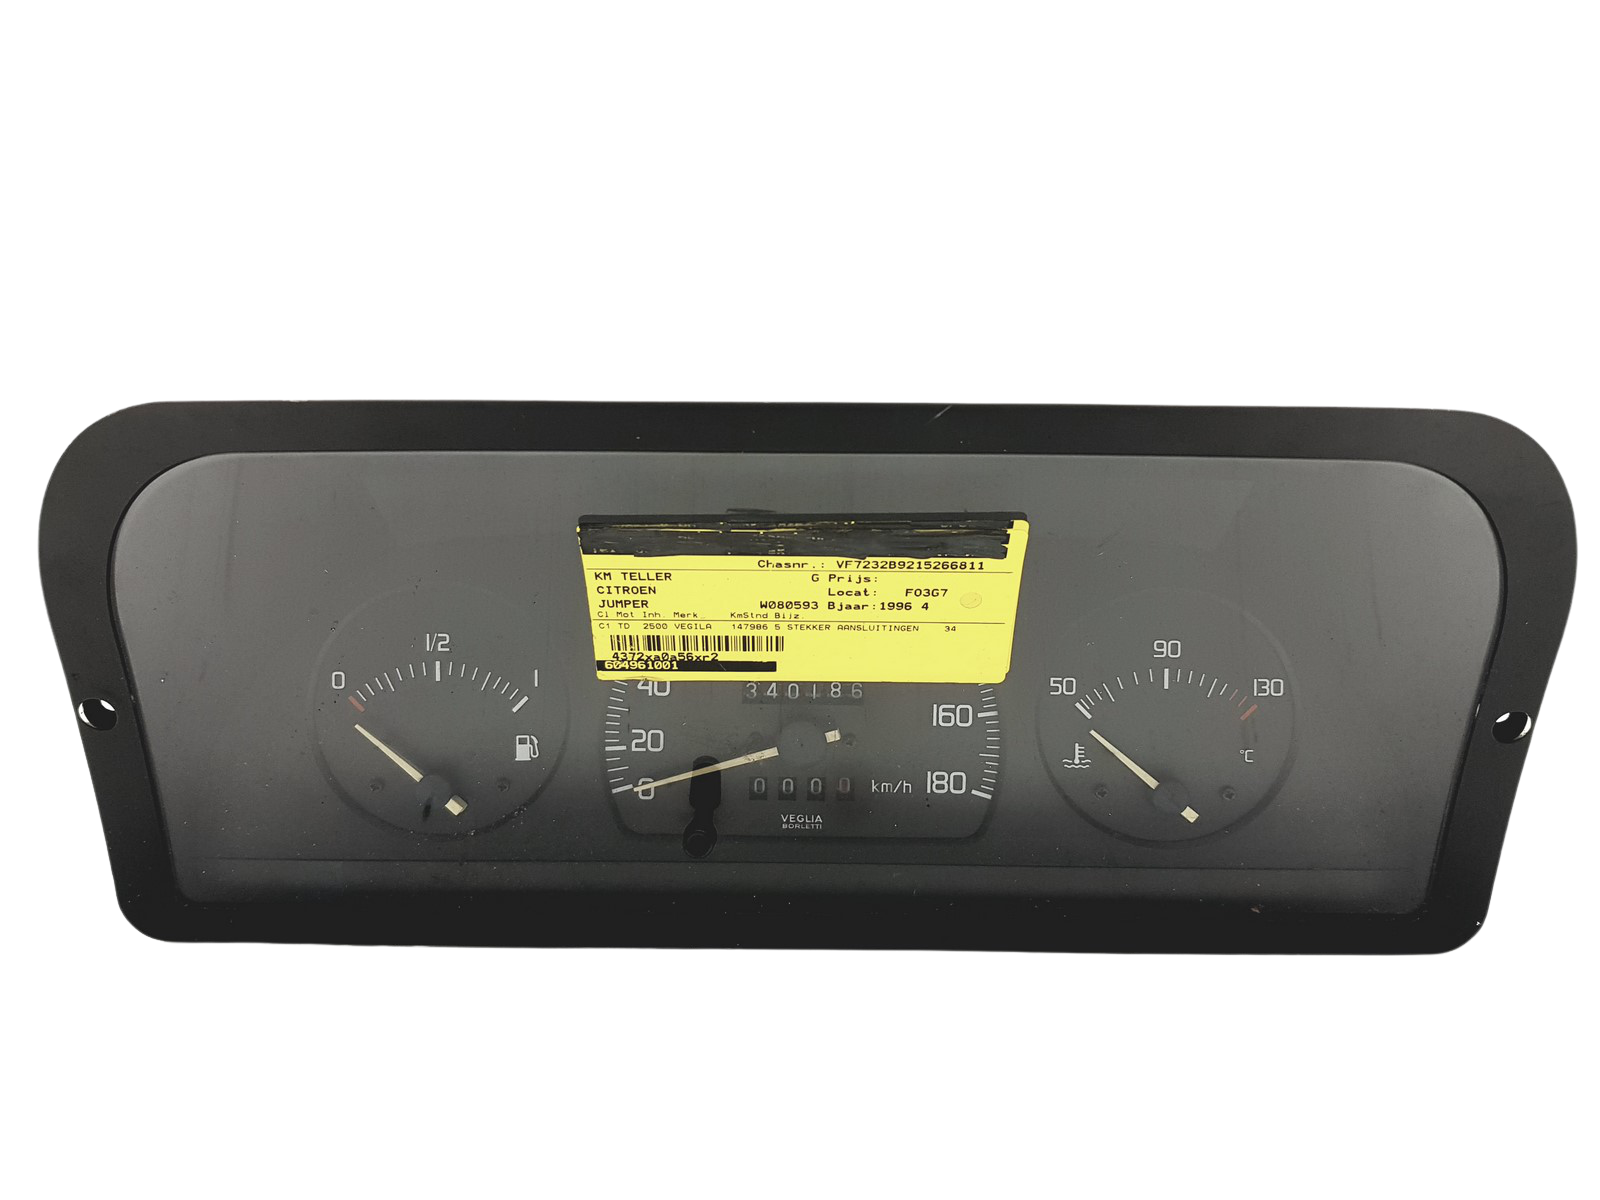 Chasnr.: VF7232B9215266811
KM TELLER G Prijs:
CITROEN Locat: F03G7
JUMPER W080593 Bjaar:1996 4
Cl Mot Inh. Merk KmStnd Bijz.
C1 TD 2500 VEGILA 147986 5 STEKKER AANSLUITINGEN 34
4372xa0a56xr2
604961001
0 1/2 1
40
20
0
340186
0000
km/h
160
180
VEGLIA
BORLETTI
50 90 130
°C